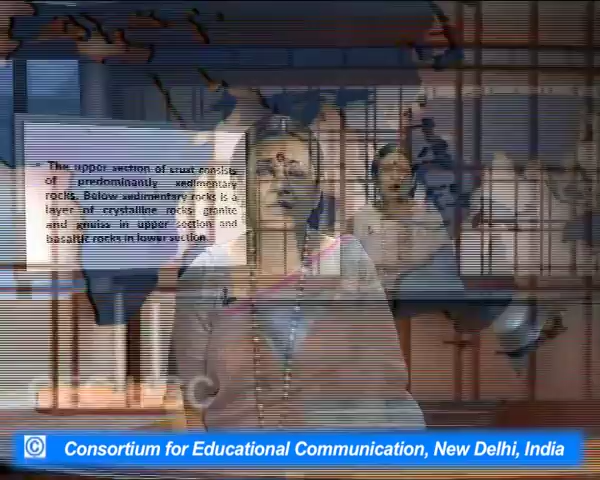 The upper section of crust consists
of predominantly sedimentary
rocks. Below sedimentary rocks is a
layer of crystalline rocks granite
and gnuiss in upper section and
basaltic rocks in lower section.
© Consortium for Educational Communication, New Delhi, India